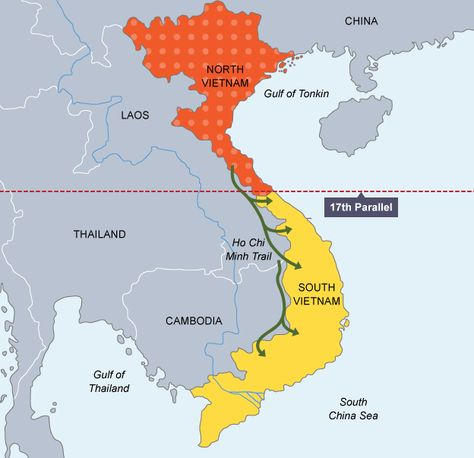 CHINA
NORTH
VIETNAM
Gulf of Tonkin
LAOS
17th Parallel
THAILAND
Ho Chi
Minh Trail
SOUTH
VIETNAM
CAMBODIA
Gulf of
Thailand
South
China Sea